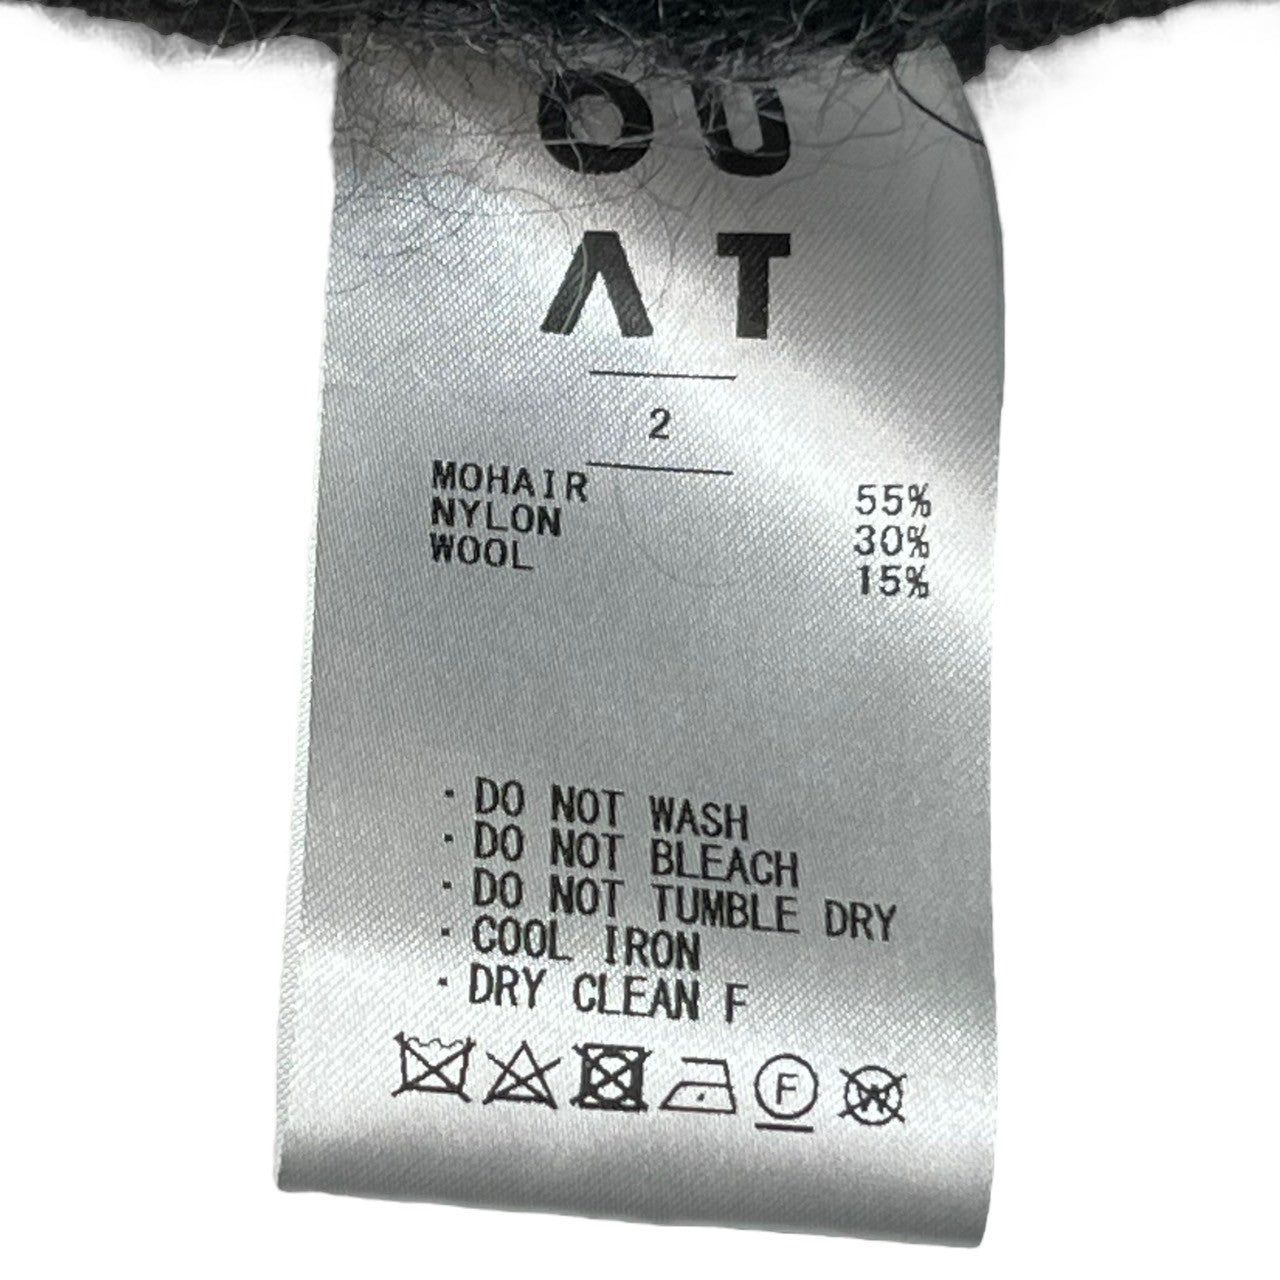 OU
ΛT
2
MOHAIR 55%
NYLON 30%
WOOL 15%
· DO NOT WASH
· DO NOT BLEACH
· DO NOT TUMBLE DRY
· COOL IRON
· DRY CLEAN F
F W